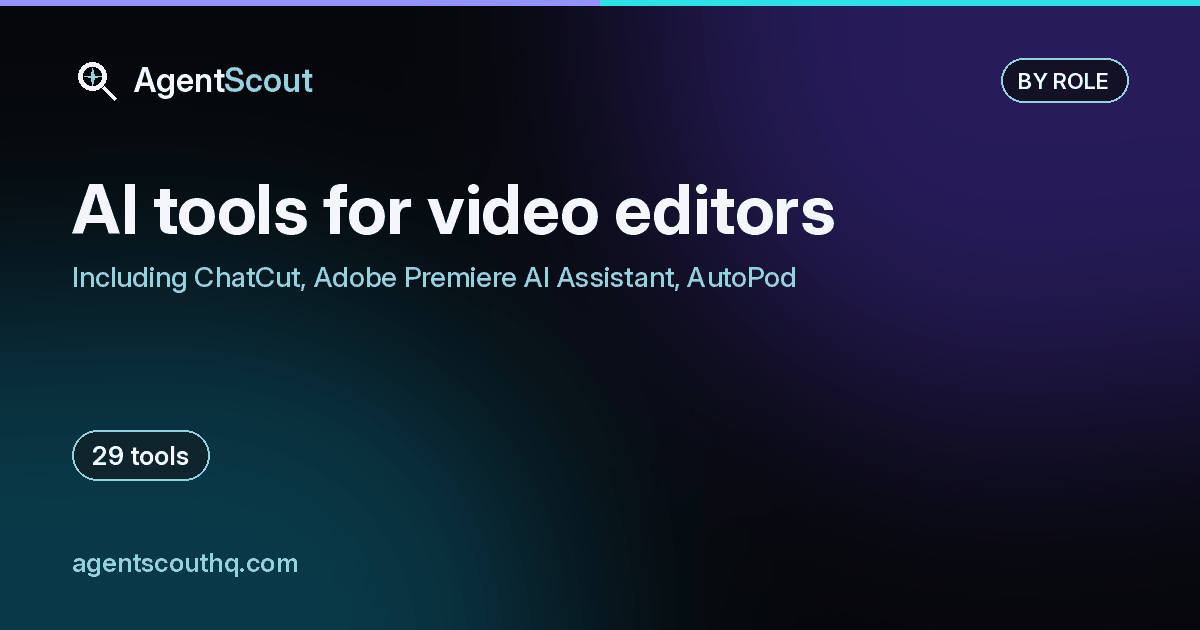 AgentScout
BY ROLE
AI tools for video editors
Including ChatCut, Adobe Premiere AI Assistant, AutoPod
29 tools
agentscouthq.com